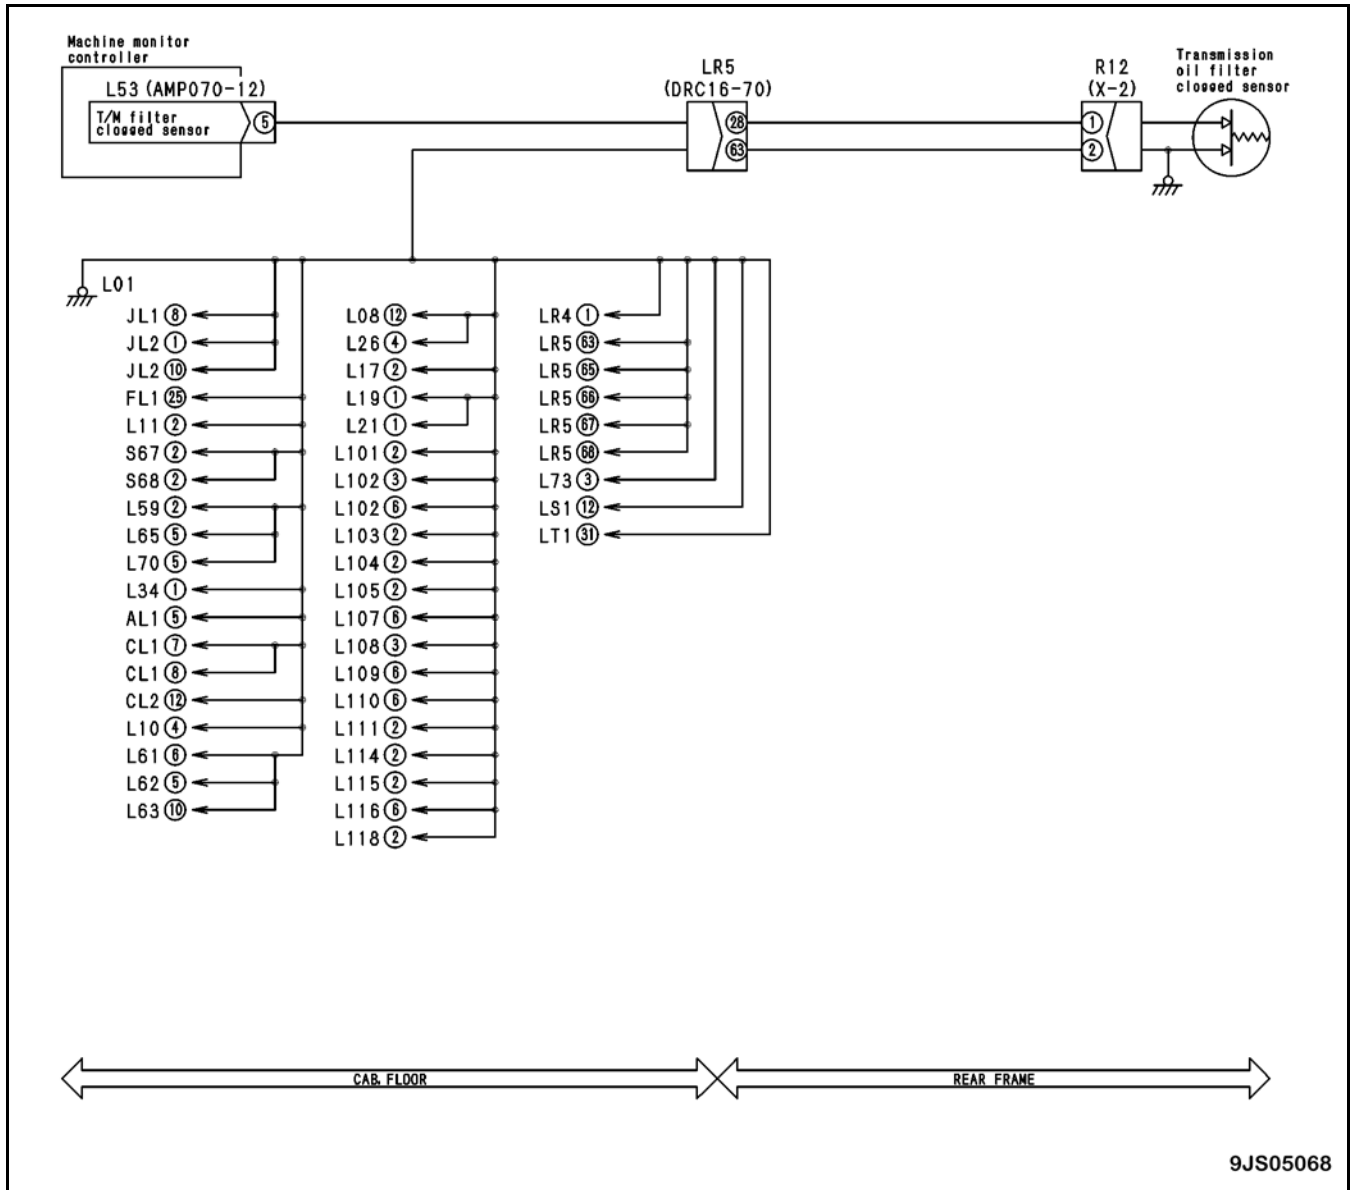 Machine monitor
controller
L53 (AMP070-12)
T/M filter
clogged sensor
5
LR5
(DRC16-70)
28
63
R12
(X-2)
1
2
Transmission
oil filter
clogged sensor
L01
JL1 8
JL2 1
JL2 10
FL1 25
L11 2
S67 2
S68 2
L59 2
L65 5
L70 5
L34 1
AL1 5
CL1 7
CL1 8
CL2 12
L10 4
L61 6
L62 5
L63 10
L08 12
L26 4
L17 2
L19 1
L21 1
L101 2
L102 3
L102 6
L103 2
L104 2
L105 2
L107 6
L108 3
L109 6
L110 6
L111 2
L114 2
L115 2
L116 6
L118 2
LR4 1
LR5 63
LR5 65
LR5 66
LR5 67
LR5 68
L73 3
LS1 12
LT1 31
CAB. FLOOR
REAR FRAME
9JS05068